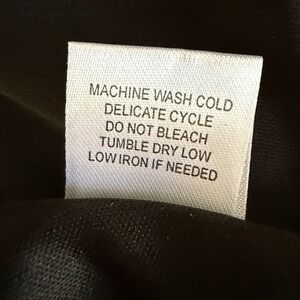 MACHINE WASH COLD
DELICATE CYCLE
DO NOT BLEACH
TUMBLE DRY LOW
LOW IRON IF NEEDED